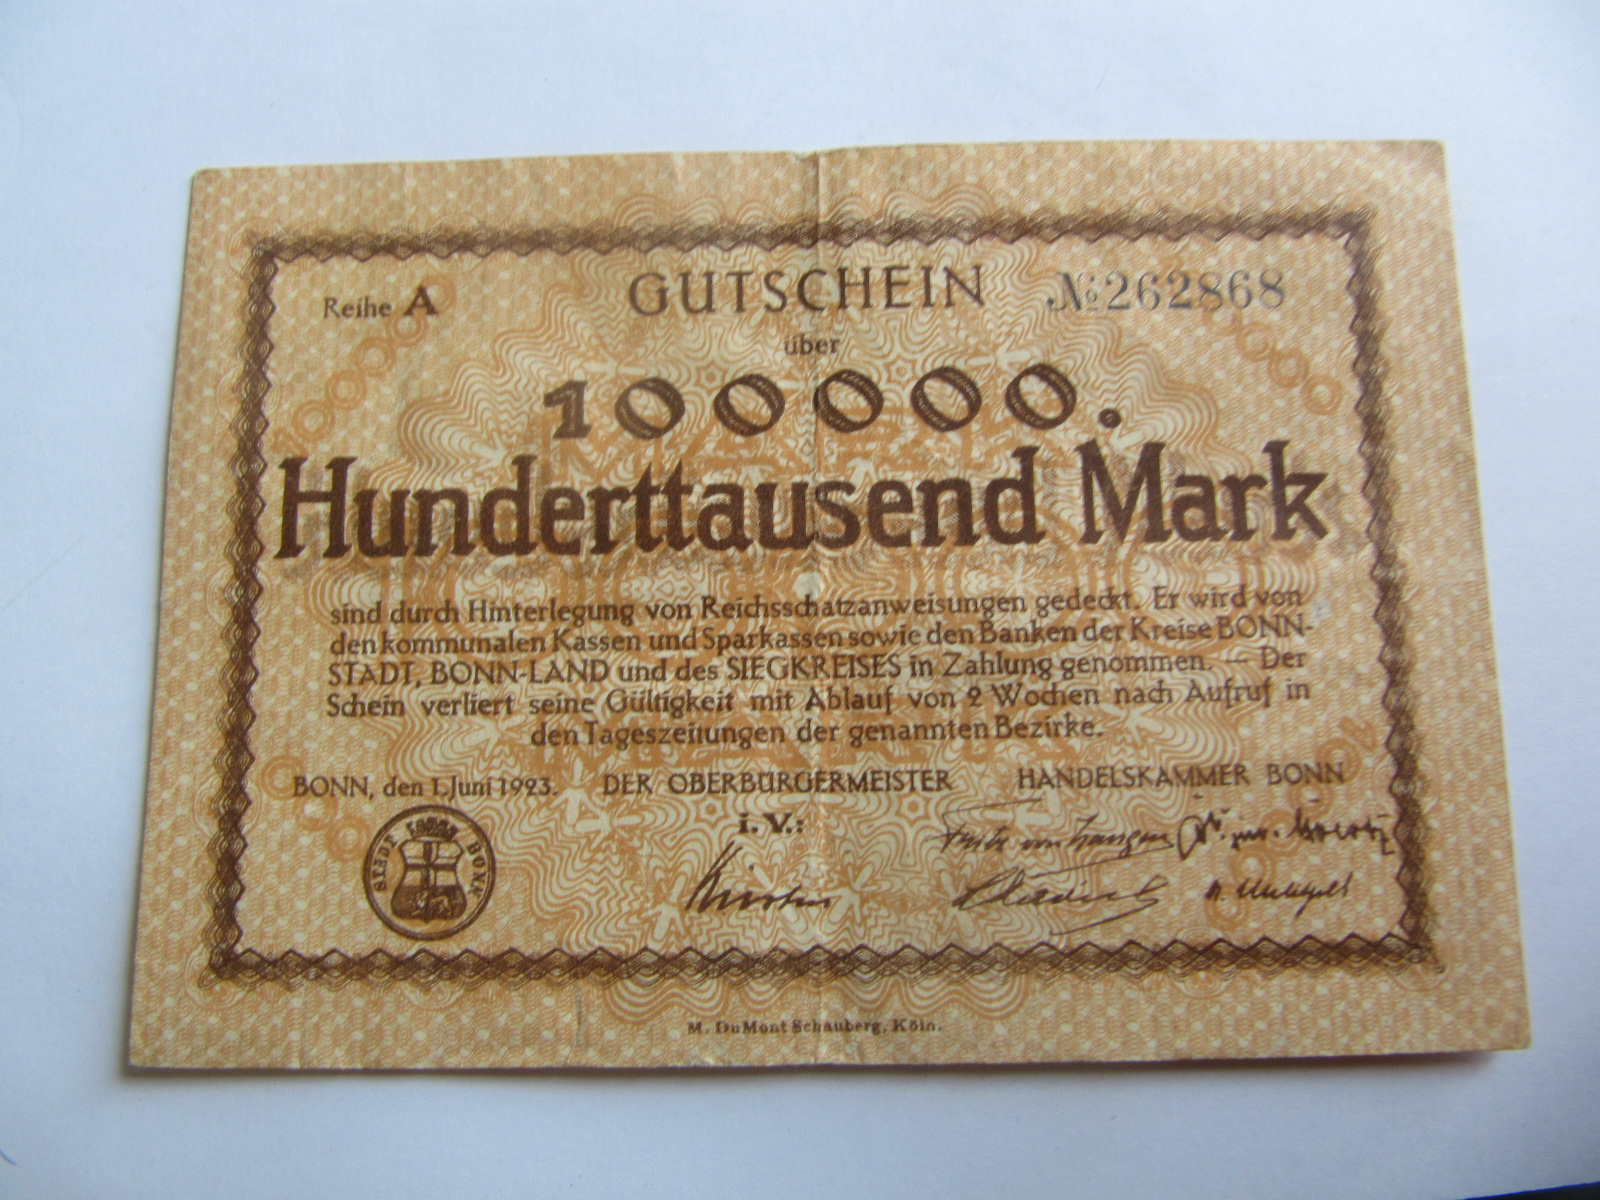 Reihe A
GUTSCHEIN
№ 262868
über
100000.
Hunderttausend Mark
sind durch Hinterlegung von Reichsschatzanweisungen gedeckt. Er wird von
den kommunalen Kassen und Sparkassen sowie den Banken der Kreise BONN-
STADT, BONN-LAND und des SIEGKREISES in Zahlung genommen. — Der
Schein verliert seine Gültigkeit mit Ablauf von 2 Wochen nach Aufruf in
den Tageszeitungen der genannten Bezirke.
BONN, den 1. Juni 1923.
DER OBERBÜRGERMEISTER
HANDELSKAMMER BONN
i. V.:
STADT BONN
M. DuMont Schauberg, Köln.